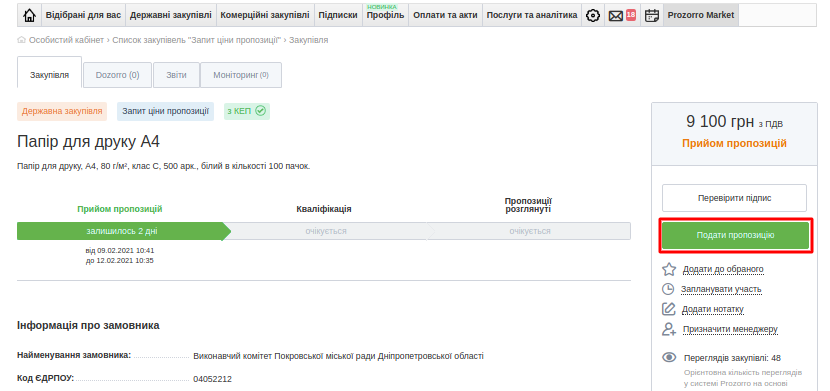 Відібрані для вас
Державні закупівлі
Комерційні закупівлі
Підписки
НОВИНКА
Профіль
Оплати та акти
Послуги та аналітика
18
Prozorro Market
Особистий кабінет › Список закупівель "Запит ціни пропозиції" › Закупівля
Закупівля
Dozorro (0)
Звіти
Моніторинг (0)
Державна закупівля
Запит ціни пропозиції
з КЕП
Папір для друку А4
Папір для друку, А4, 80 г/м², клас С, 500 арк., білий в кількості 100 пачок.
Прийом пропозицій
Кваліфікація
Пропозиції
розглянуті
залишилось 2 дні
очікується
очікується
від 09.02.2021 10:41
до 12.02.2021 10:35
Інформація про замовника
Найменування замовника: Виконавчий комітет Покровської міської ради Дніпропетровської області
Код ЄДРПОУ: 04052212
9 100 грн з ПДВ
Прийом пропозицій
Перевірити підпис
Подати пропозицію
Додати до обраного
Запланувати участь
Додати нотатку
Призначити менеджеру
Переглядів закупівлі: 48
Орієнтовна кількість переглядів
у системі Prozorro на основі